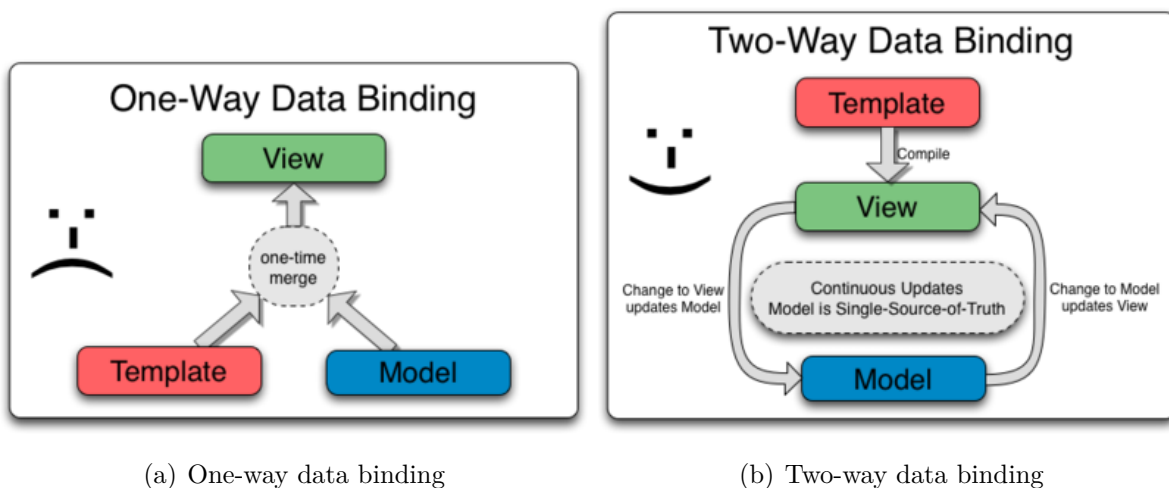 One-Way Data Binding
View
one-time
merge
Template
Model
(a) One-way data binding
Two-Way Data Binding
Template
Compile
View
Change to View
updates Model
Continuous Updates
Model is Single-Source-of-Truth
Change to Model
updates View
Model
(b) Two-way data binding